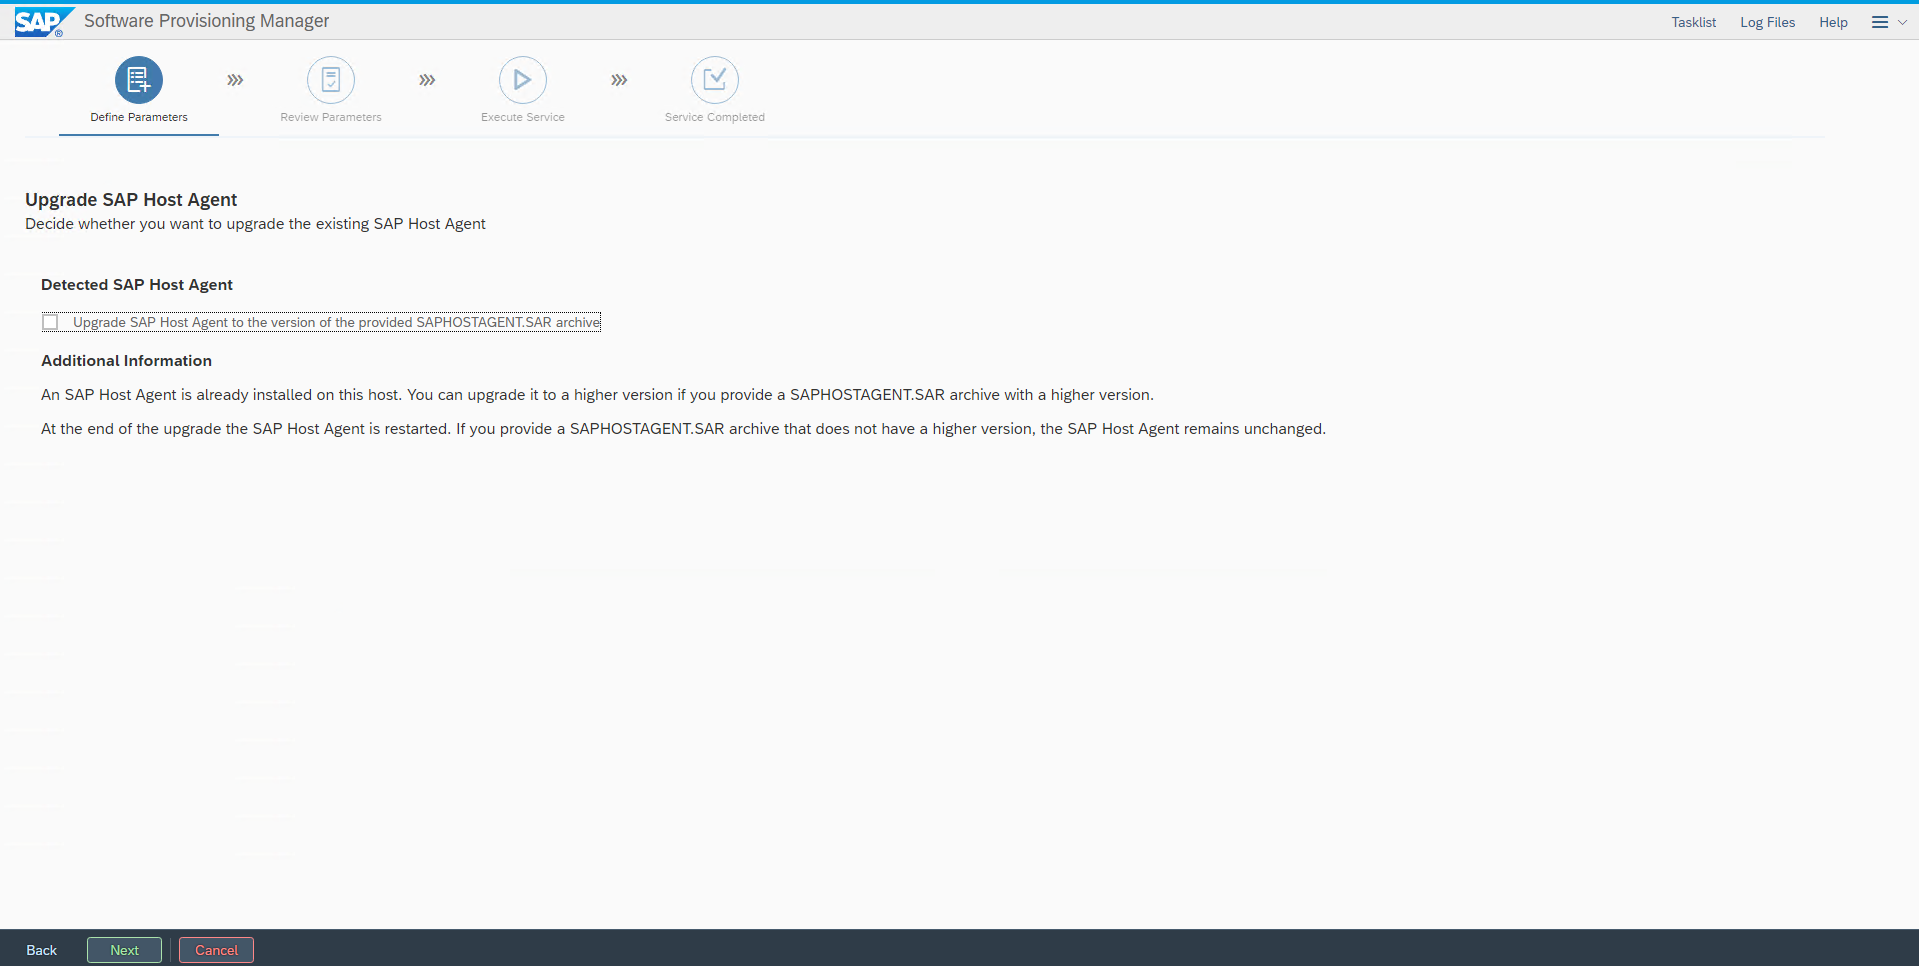 SAP® Software Provisioning Manager
Tasklist Log Files Help
Define Parameters Review Parameters Execute Service Service Completed
Upgrade SAP Host Agent
Decide whether you want to upgrade the existing SAP Host Agent
Detected SAP Host Agent
Upgrade SAP Host Agent to the version of the provided SAPHOSTAGENT.SAR archive
Additional Information
An SAP Host Agent is already installed on this host. You can upgrade it to a higher version if you provide a SAPHOSTAGENT.SAR archive with a higher version.
At the end of the upgrade the SAP Host Agent is restarted. If you provide a SAPHOSTAGENT.SAR archive that does not have a higher version, the SAP Host Agent remains unchanged.
Back Next Cancel